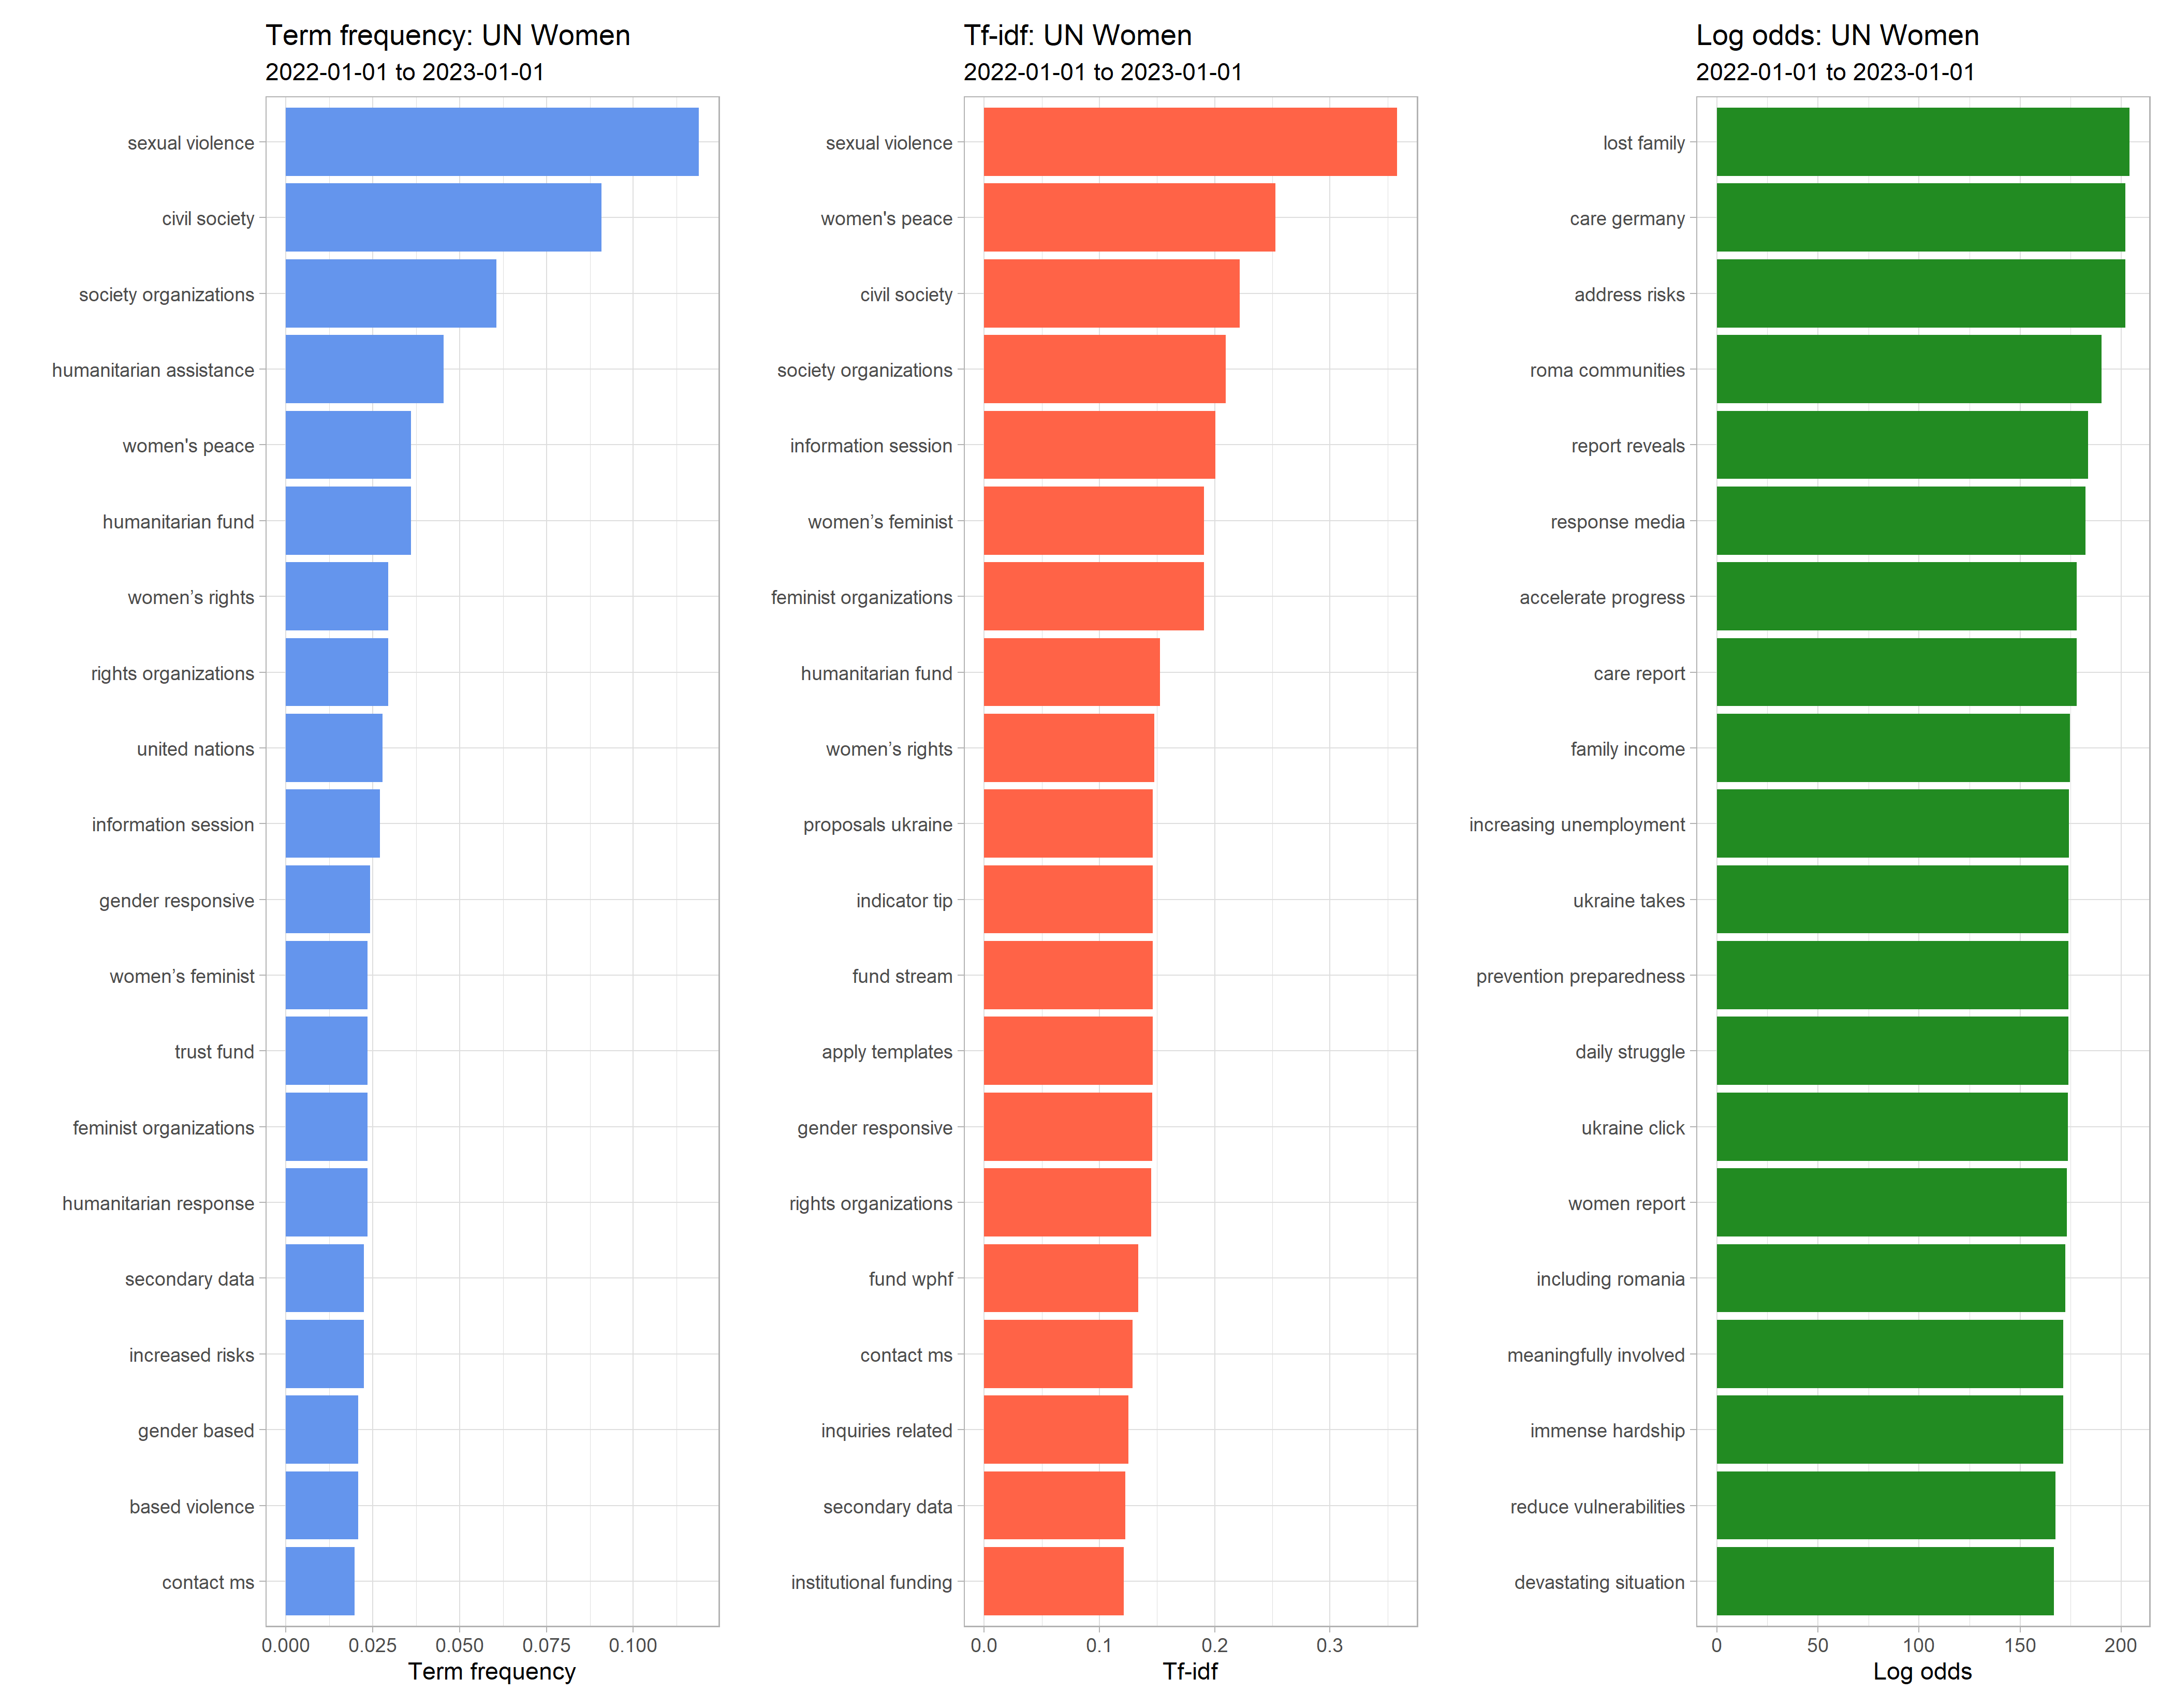 Term frequency: UN Women
2022-01-01 to 2023-01-01
sexual violence
civil society
society organizations
humanitarian assistance
women's peace
humanitarian fund
women’s rights
rights organizations
united nations
information session
gender responsive
women’s feminist
trust fund
feminist organizations
humanitarian response
secondary data
increased risks
gender based
based violence
contact ms
0.000 0.025 0.050 0.075 0.100
Term frequency
Tf-idf: UN Women
2022-01-01 to 2023-01-01
sexual violence
women's peace
civil society
society organizations
information session
women’s feminist
feminist organizations
humanitarian fund
women’s rights
proposals ukraine
indicator tip
fund stream
apply templates
gender responsive
rights organizations
fund wphf
contact ms
inquiries related
secondary data
institutional funding
0.0 0.1 0.2 0.3
Tf-idf
Log odds: UN Women
2022-01-01 to 2023-01-01
lost family
care germany
address risks
roma communities
report reveals
response media
accelerate progress
care report
family income
increasing unemployment
ukraine takes
prevention preparedness
daily struggle
ukraine click
women report
including romania
meaningfully involved
immense hardship
reduce vulnerabilities
devastating situation
0 50 100 150 200
Log odds